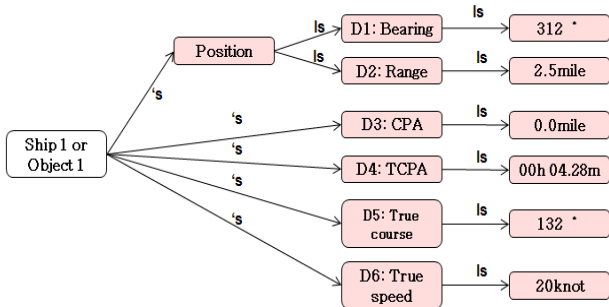 Is
D1: Bearing
Is
312 °
Position
Is
D2: Range
Is
2.5mile
's
's
D3: CPA
Is
0.0mile
Ship 1 or
Object 1
's
D4: TCPA
Is
00h 04.28m
's
D5: True
course
Is
132 °
's
D6: True
speed
Is
20knot